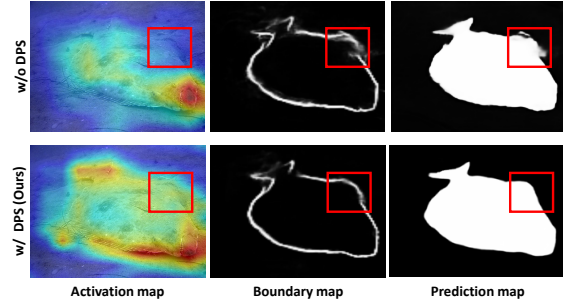 w/o DPS
w/ DPS (Ours)
Activation map
Boundary map
Prediction map